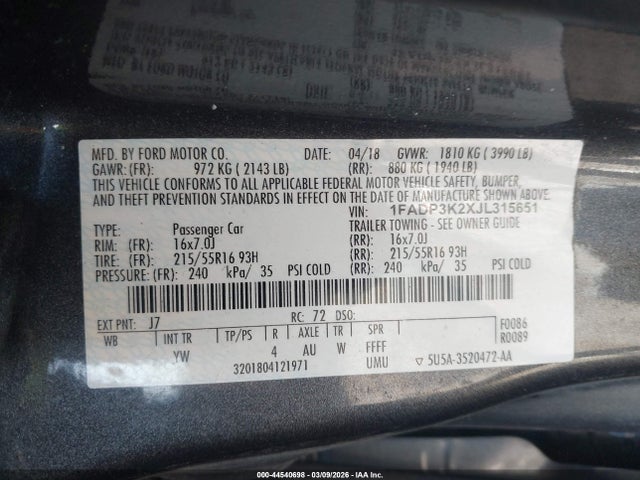 MFD. BY FORD MOTOR CO. DATE: 04/18 GVWR: 1810 KG ( 3990 LB)
GAWR: (FR): 972 KG ( 2143 LB) (RR): 880 KG ( 1940 LB)
THIS VEHICLE CONFORMS TO ALL APPLICABLE FEDERAL MOTOR VEHICLE SAFETY, BUMPER,
AND THEFT PREVENTION STANDARDS IN EFFECT ON THE DATE OF MANUFACTURE SHOWN ABOVE.
VIN: 1FADP3K2XJL315651
TYPE: Passenger Car TRAILER TOWING - SEE OWNER GUIDE
RIM: (FR): 16x7.0J (RR): 16x7.0J
TIRE: (FR): 215/55R16 93H (RR): 215/55R16 93H
PRESSURE: (FR): 240 kPa/ 35 PSI COLD (RR): 240 kPa/ 35 PSI COLD
EXT PNT: J7 RC: 72 DSO: F0086
WB INT TR TP/PS R AXLE TR SPR R0089
YW 4 AU W FFFF
3201804121971 UMU ▽ 5U5A-3520472-AA
000-44540698 - 03/09/2026 - IAA Inc.